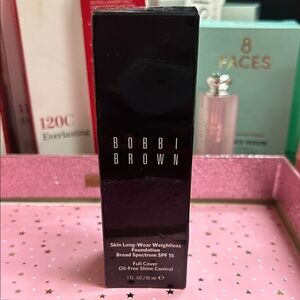 8
FACES
120C
Everlasting
BOBBI
BROWN
Skin Long-Wear Weightless
Foundation
Broad Spectrum SPF 15
Full Cover
Oil-Free Shine Control
1 FL. OZ/30 ml ℮